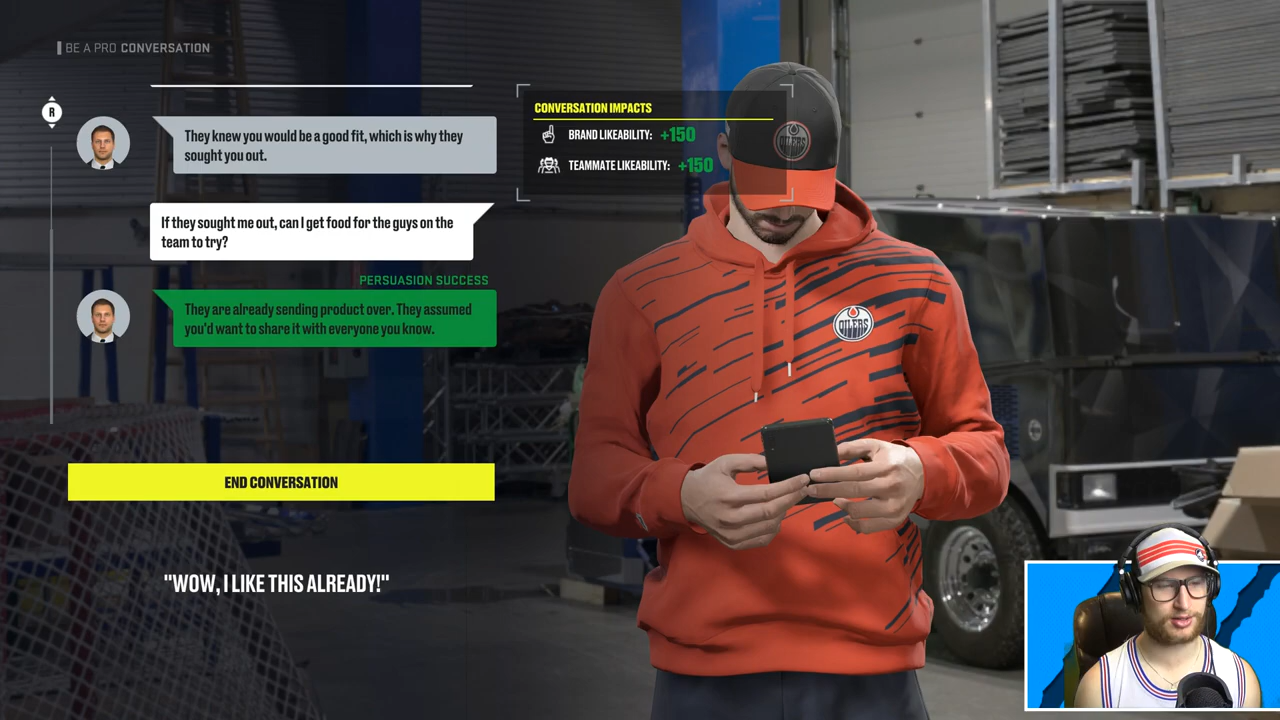 BE A PRO CONVERSATION
R
They knew you would be a good fit, which is why they
sought you out.
If they sought me out, can I get food for the guys on the
team to try?
PERSUASION SUCCESS
They are already sending product over. They assumed
you'd want to share it with everyone you know.
END CONVERSATION
"WOW, I LIKE THIS ALREADY!"
CONVERSATION IMPACTS
BRAND LIKEABILITY: +150
TEAMMATE LIKEABILITY: +150
OILERS
OILERS